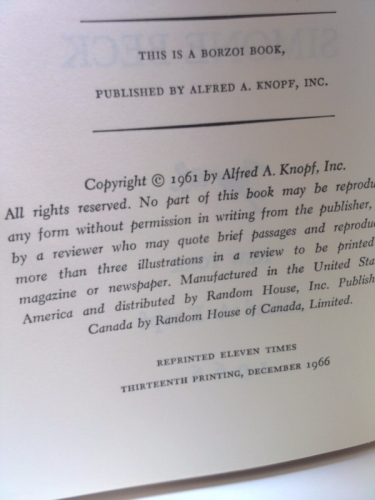 THIS IS A BORZOI BOOK,
PUBLISHED BY ALFRED A. KNOPF, INC.
Copyright © 1961 by Alfred A. Knopf, Inc.
All rights reserved. No part of this book may be reprodu
any form without permission in writing from the publisher,
by a reviewer who may quote brief passages and reprodu
more than three illustrations in a review to be printed
magazine or newspaper. Manufactured in the United Sta
America and distributed by Random House, Inc. Publish
Canada by Random House of Canada, Limited.
REPRINTED ELEVEN TIMES
THIRTEENTH PRINTING, DECEMBER 1966